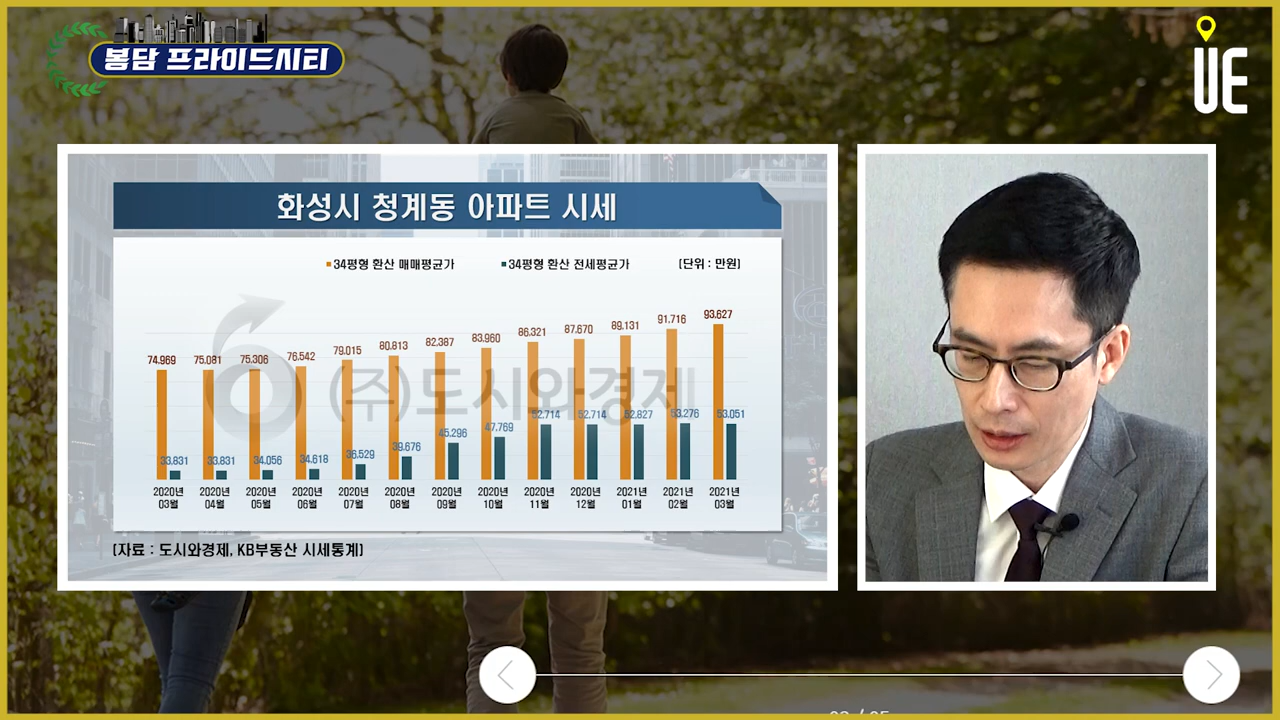 봉담 프라이드시티
UE
화성시 청계동 아파트 시세
34평형 환산 매매평균가 34평형 환산 전세평균가 (단위 : 만원)
74.969 75.081 75.306 76.542 79.015 80.813 82.387 83.960 86.321 87.670 89.131 91.716 93.627
(주)도시와경제
33.831 33.831 34.056 34.618 36.529 39.676 45.296 47.769 52.714 52.714 52.827 53.276 53.051
2020년 2020년 2020년 2020년 2020년 2020년 2020년 2020년 2020년 2020년 2021년 2021년 2021년
03월 04월 05월 06월 07월 08월 09월 10월 11월 12월 01월 02월 03월
(자료 : 도시와경제, KB부동산 시세통계)